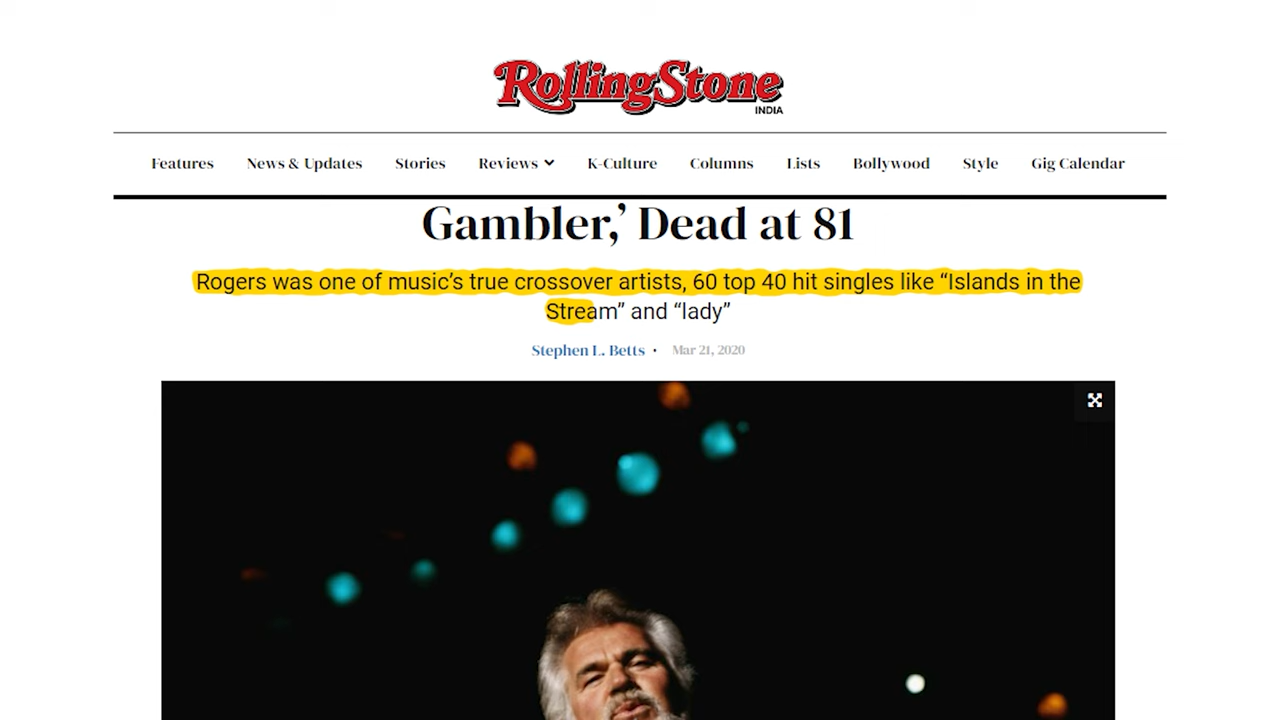 RollingStone
INDIA
Features News & Updates Stories Reviews K-Culture Columns Lists Bollywood Style Gig Calendar
Gambler,’ Dead at 81
Rogers was one of music’s true crossover artists, 60 top 40 hit singles like “Islands in the
Stream” and “lady”
Stephen L. Betts · Mar 21, 2020